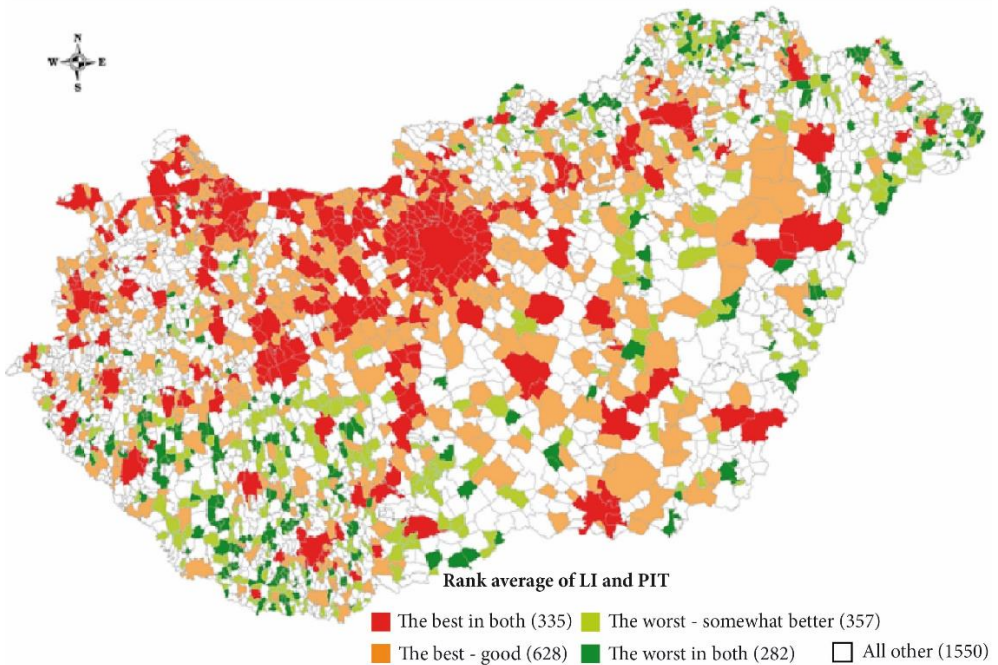 N
W E
S
Rank average of LI and PIT
The best in both (335) The worst - somewhat better (357)
The best - good (628) The worst in both (282) All other (1550)